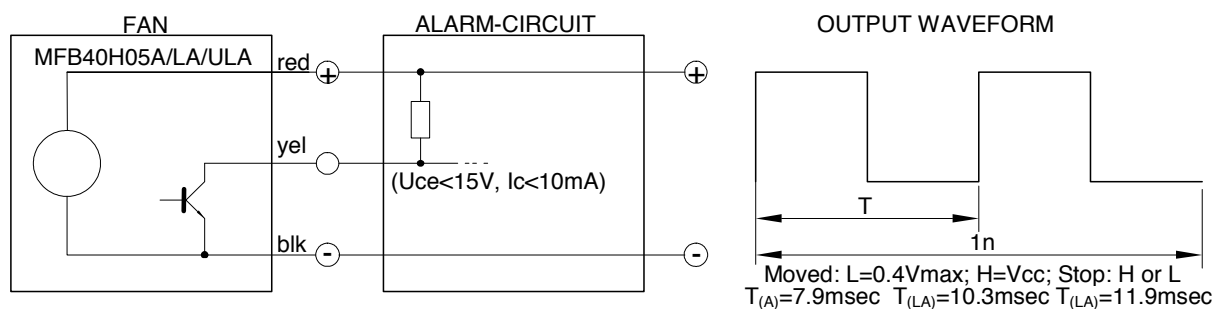 FAN
ALARM-CIRCUIT
OUTPUT WAVEFORM
MFB40H05A/LA/ULA
red
+
+
yel
(Uce<15V, Ic<10mA)
blk
-
-
T
1n
Moved: L=0.4Vmax; H=Vcc; Stop: H or L
T(A)=7.9msec T(LA)=10.3msec T(LA)=11.9msec